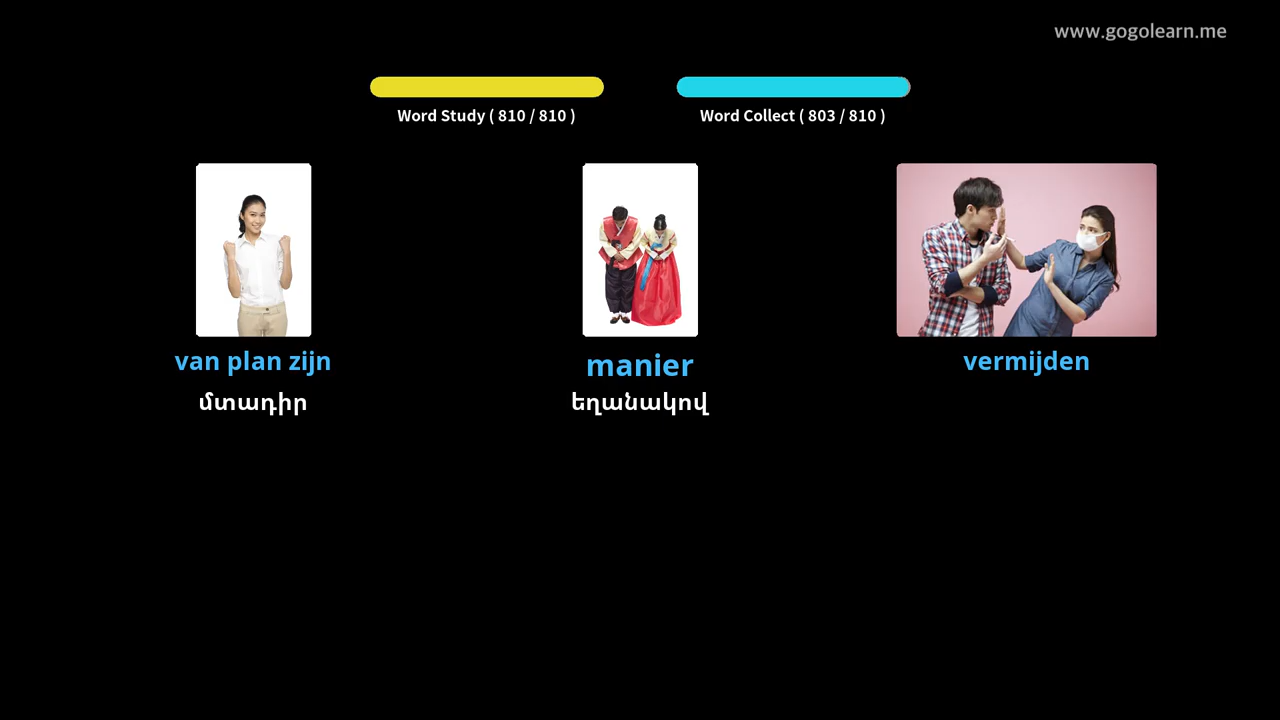 www.gogolearn.me
Word Study ( 810 / 810 )
Word Collect ( 803 / 810 )
van plan zijn
manier
vermijden
մտադիր
եղանակով